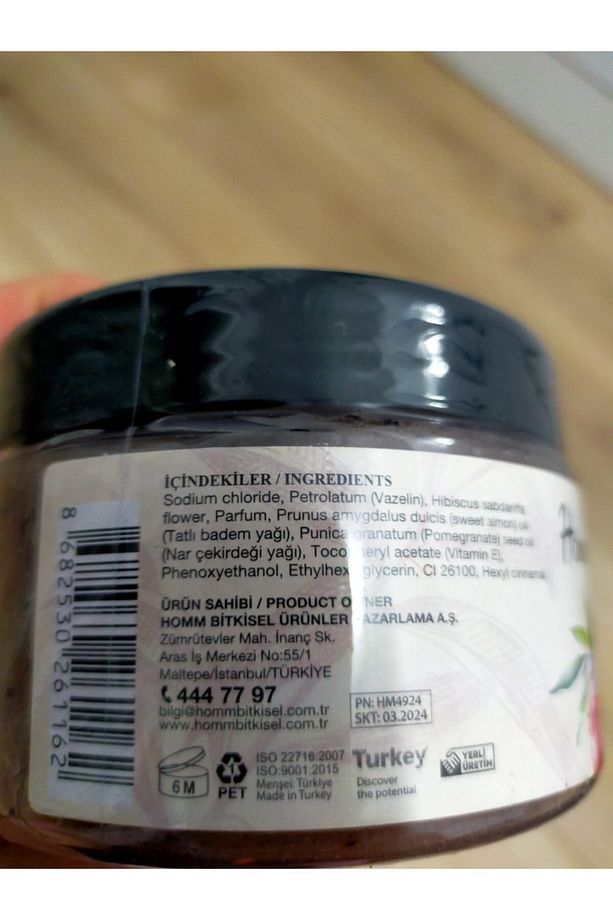 İÇİNDEKİLER / INGREDIENTS
Sodium chloride, Petrolatum (Vazelin), Hibiscus sabdariffa
flower, Parfum, Prunus amygdalus dulcis (sweet almon) oil
(Tatlı badem yağı), Punica granatum (Pomegranate) seed oil
(Nar çekirdeği yağı), Tocopheryl acetate (Vitamin E),
Phenoxyethanol, Ethylhexylglycerin, CI 26100, Hexyl cinnamal
ÜRÜN SAHİBİ / PRODUCT OWNER
HOMM BİTKİSEL ÜRÜNLER PAZARLAMA A.Ş.
Zümrütevler Mah. İnanç Sk.
Aras İş Merkezi No:55/1
Maltepe/İstanbul/TÜRKİYE
444 77 97
bilgi@hommbitkisel.com.tr
www.hommbitkisel.com.tr
PN: HM4924
SKT: 03.2024
6 M
1
PET
ISO 22716:2007
ISO 9001:2015
Menşei: Türkiye
Made in Turkey
Turkey
Discover
the potential
YERLİ
ÜRETİM
8 682530 261162